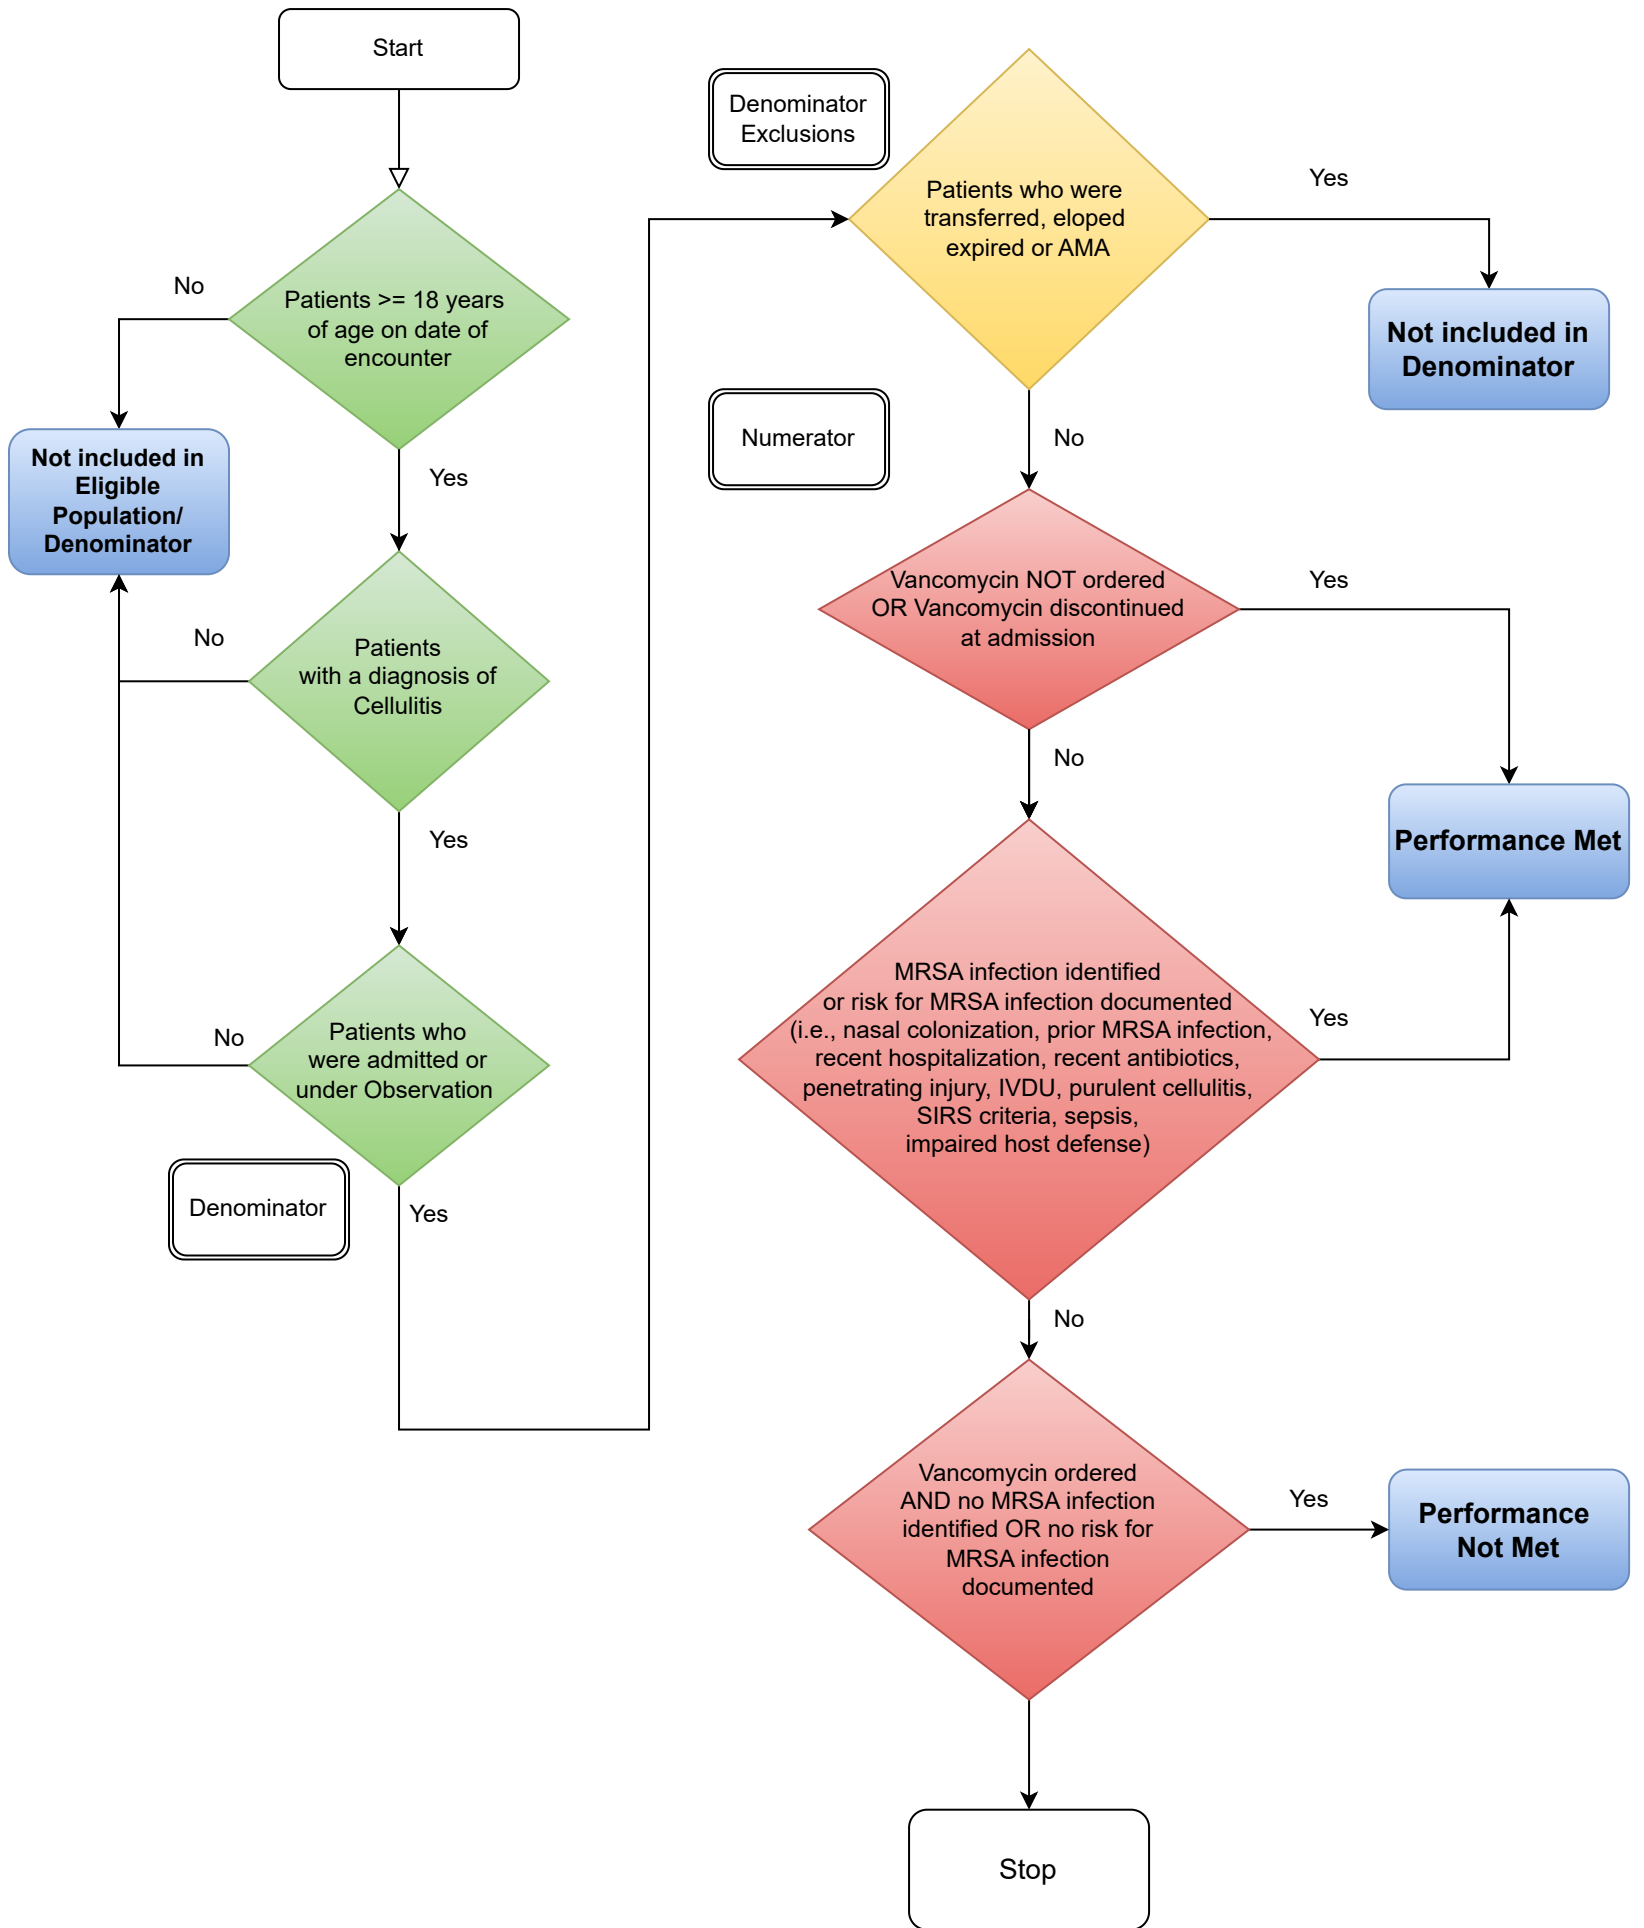 Start
No
Patients >= 18 years
of age on date of
encounter
Not included in
Eligible
Population/
Denominator
Yes
No
Patients
with a diagnosis of
Cellulitis
Yes
No
Patients who
were admitted or
under Observation
Denominator
Yes
Denominator
Exclusions
Patients who were
transferred, eloped
expired or AMA
Yes
Not included in
Denominator
Numerator
No
Vancomycin NOT ordered
OR Vancomycin discontinued
at admission
Yes
No
Performance Met
MRSA infection identified
or risk for MRSA infection documented
(i.e., nasal colonization, prior MRSA infection,
recent hospitalization, recent antibiotics,
penetrating injury, IVDU, purulent cellulitis,
SIRS criteria, sepsis,
impaired host defense)
Yes
No
Vancomycin ordered
AND no MRSA infection
identified OR no risk for
MRSA infection
documented
Yes
Performance
Not Met
Stop